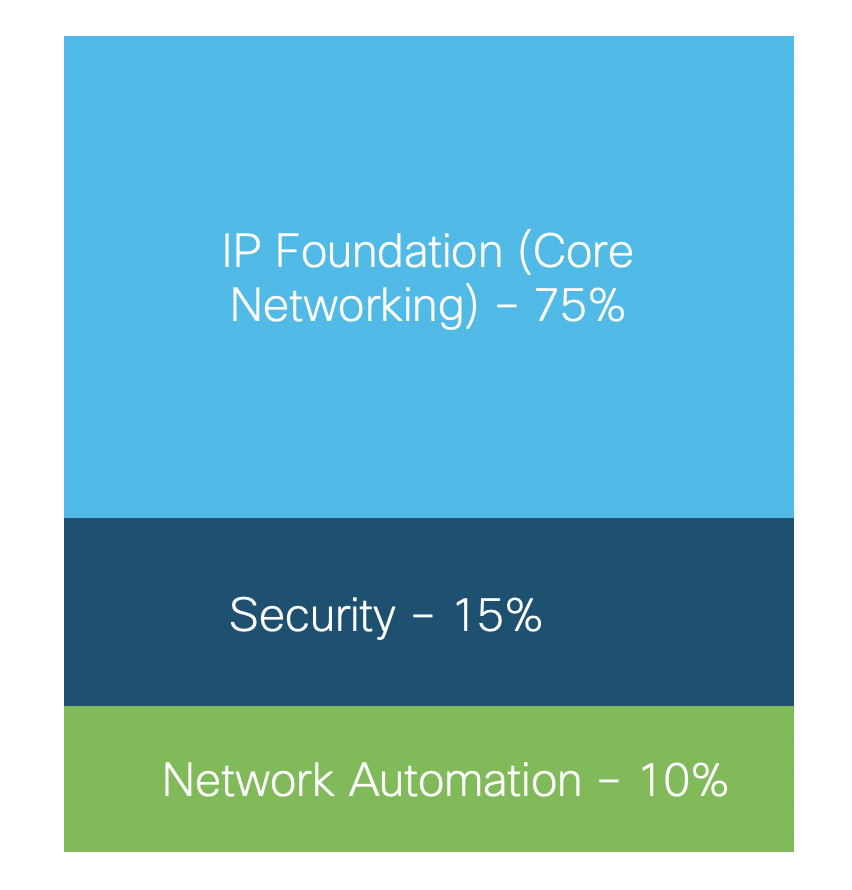 IP Foundation (Core
Networking) – 75%
Security – 15%
Network Automation – 10%